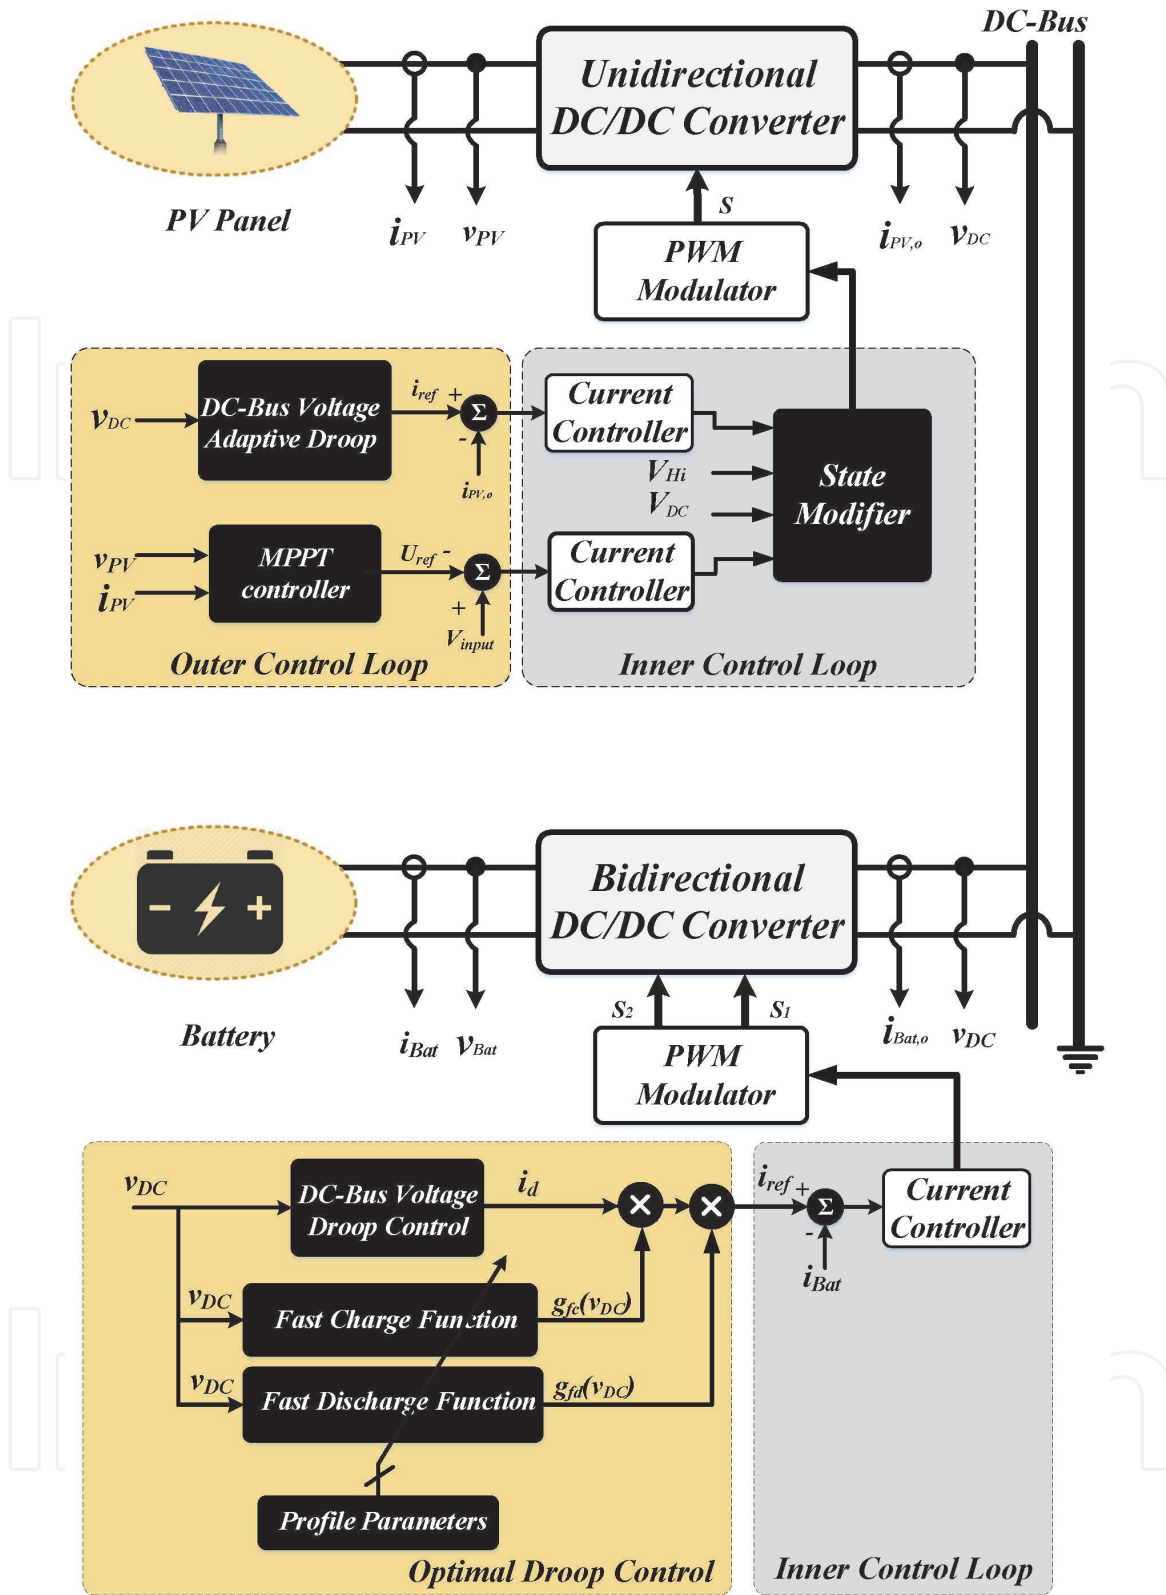 DC-Bus
Unidirectional
DC/DC Converter
PV Panel
iPV
vPV
S
iPV,o
vDC
PWM
Modulator
vDC
DC-Bus Voltage
Adaptive Droop
iref
+
Σ
-
iPV,o
Current
Controller
VHi
VDC
State
Modifier
vPV
iPV
MPPT
controller
Uref
-
Σ
+
Vinput
Current
Controller
Outer Control Loop
Inner Control Loop
Bidirectional
DC/DC Converter
Battery
iBat
vBat
S2
S1
iBat,o
vDC
PWM
Modulator
vDC
DC-Bus Voltage
Droop Control
id
×
×
iref
+
Σ
-
iBat
Current
Controller
vDC
Fast Charge Function
gfc(vDC)
vDC
Fast Discharge Function
gfd(vDC)
Profile Parameters
Optimal Droop Control
Inner Control Loop